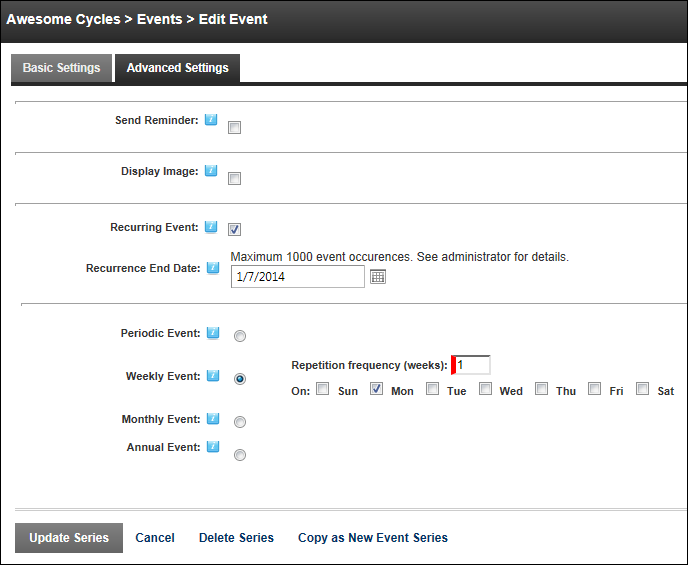 Awesome Cycles > Events > Edit Event
Basic Settings Advanced Settings
Send Reminder:
Display Image:
Recurring Event:
Maximum 1000 event occurences. See administrator for details.
Recurrence End Date: 1/7/2014
Periodic Event:
Repetition frequency (weeks): 1
Weekly Event:
On: Sun Mon Tue Wed Thu Fri Sat
Monthly Event:
Annual Event:
Update Series Cancel Delete Series Copy as New Event Series